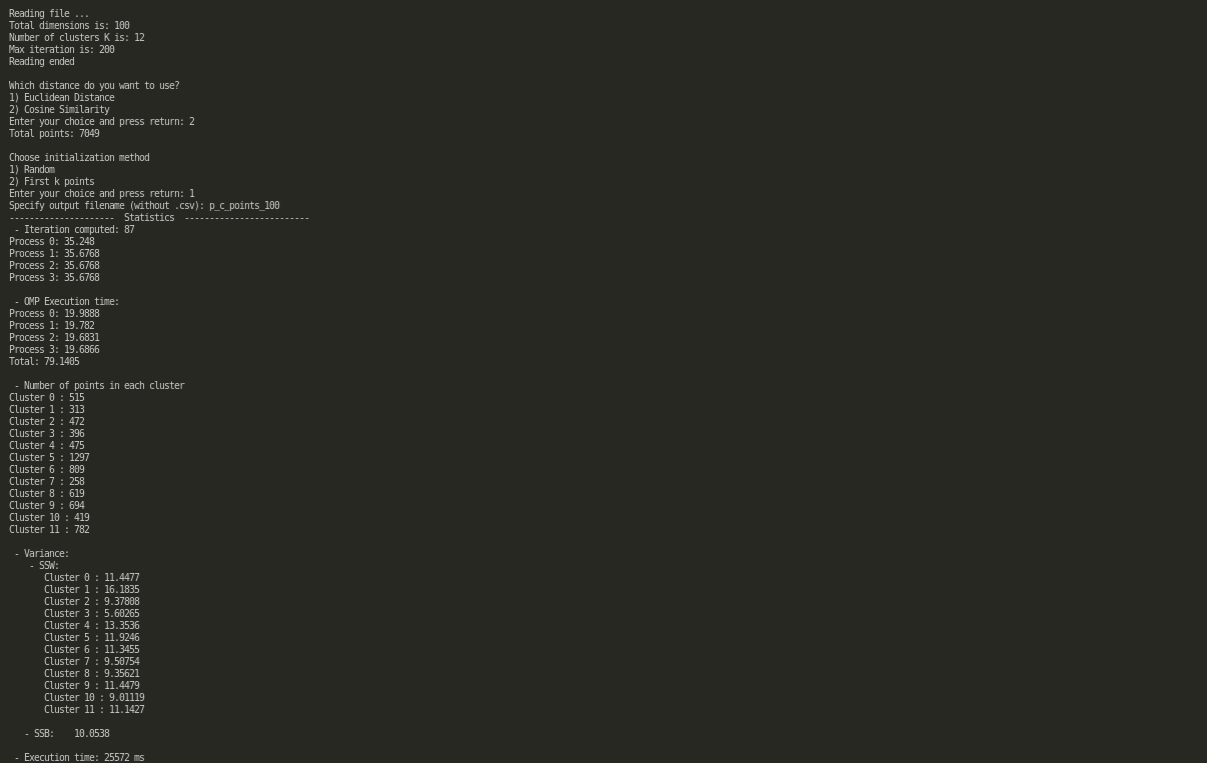 Reading file ...
Total dimensions is: 100
Number of clusters K is: 12
Max iteration is: 200
Reading ended
Which distance do you want to use?
1) Euclidean Distance
2) Cosine Similarity
Enter your choice and press return: 2
Total points: 7049
Choose initialization method
1) Random
2) First k points
Enter your choice and press return: 1
Specify output filename (without .csv): p_c_points_100
---------------------  Statistics  -------------------------
- Iteration computed: 87
Process 0: 35.248
Process 1: 35.6768
Process 2: 35.6768
Process 3: 35.6768
- OMP Execution time:
Process 0: 19.9888
Process 1: 19.782
Process 2: 19.6831
Process 3: 19.6866
Total: 79.1405
- Number of points in each cluster
Cluster 0 : 515
Cluster 1 : 313
Cluster 2 : 472
Cluster 3 : 396
Cluster 4 : 475
Cluster 5 : 1297
Cluster 6 : 809
Cluster 7 : 258
Cluster 8 : 619
Cluster 9 : 694
Cluster 10 : 419
Cluster 11 : 782
- Variance:
- SSW:
Cluster 0 : 11.4477
Cluster 1 : 16.1835
Cluster 2 : 9.37808
Cluster 3 : 5.60265
Cluster 4 : 13.3536
Cluster 5 : 11.9246
Cluster 6 : 11.3455
Cluster 7 : 9.50754
Cluster 8 : 9.35621
Cluster 9 : 11.4479
Cluster 10 : 9.01119
Cluster 11 : 11.1427
- SSB:    10.0538
- Execution time: 25572 ms